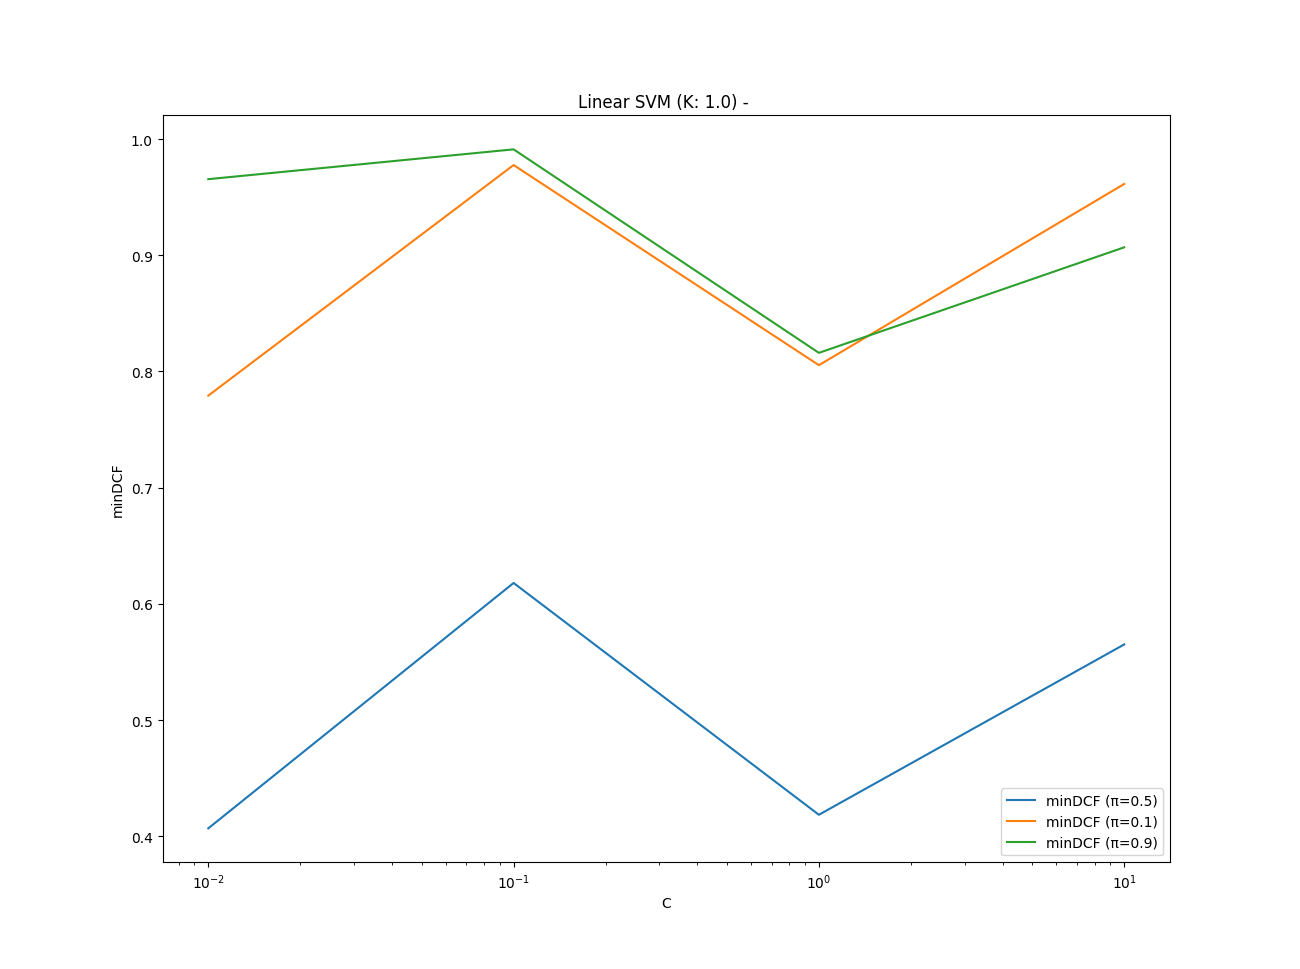 Linear SVM (K: 1.0) -
1.0
0.9
0.8
0.7
0.6
0.5
0.4
minDCF
10⁻²
10⁻¹
10⁰
10¹
C
minDCF (π=0.5)
minDCF (π=0.1)
minDCF (π=0.9)